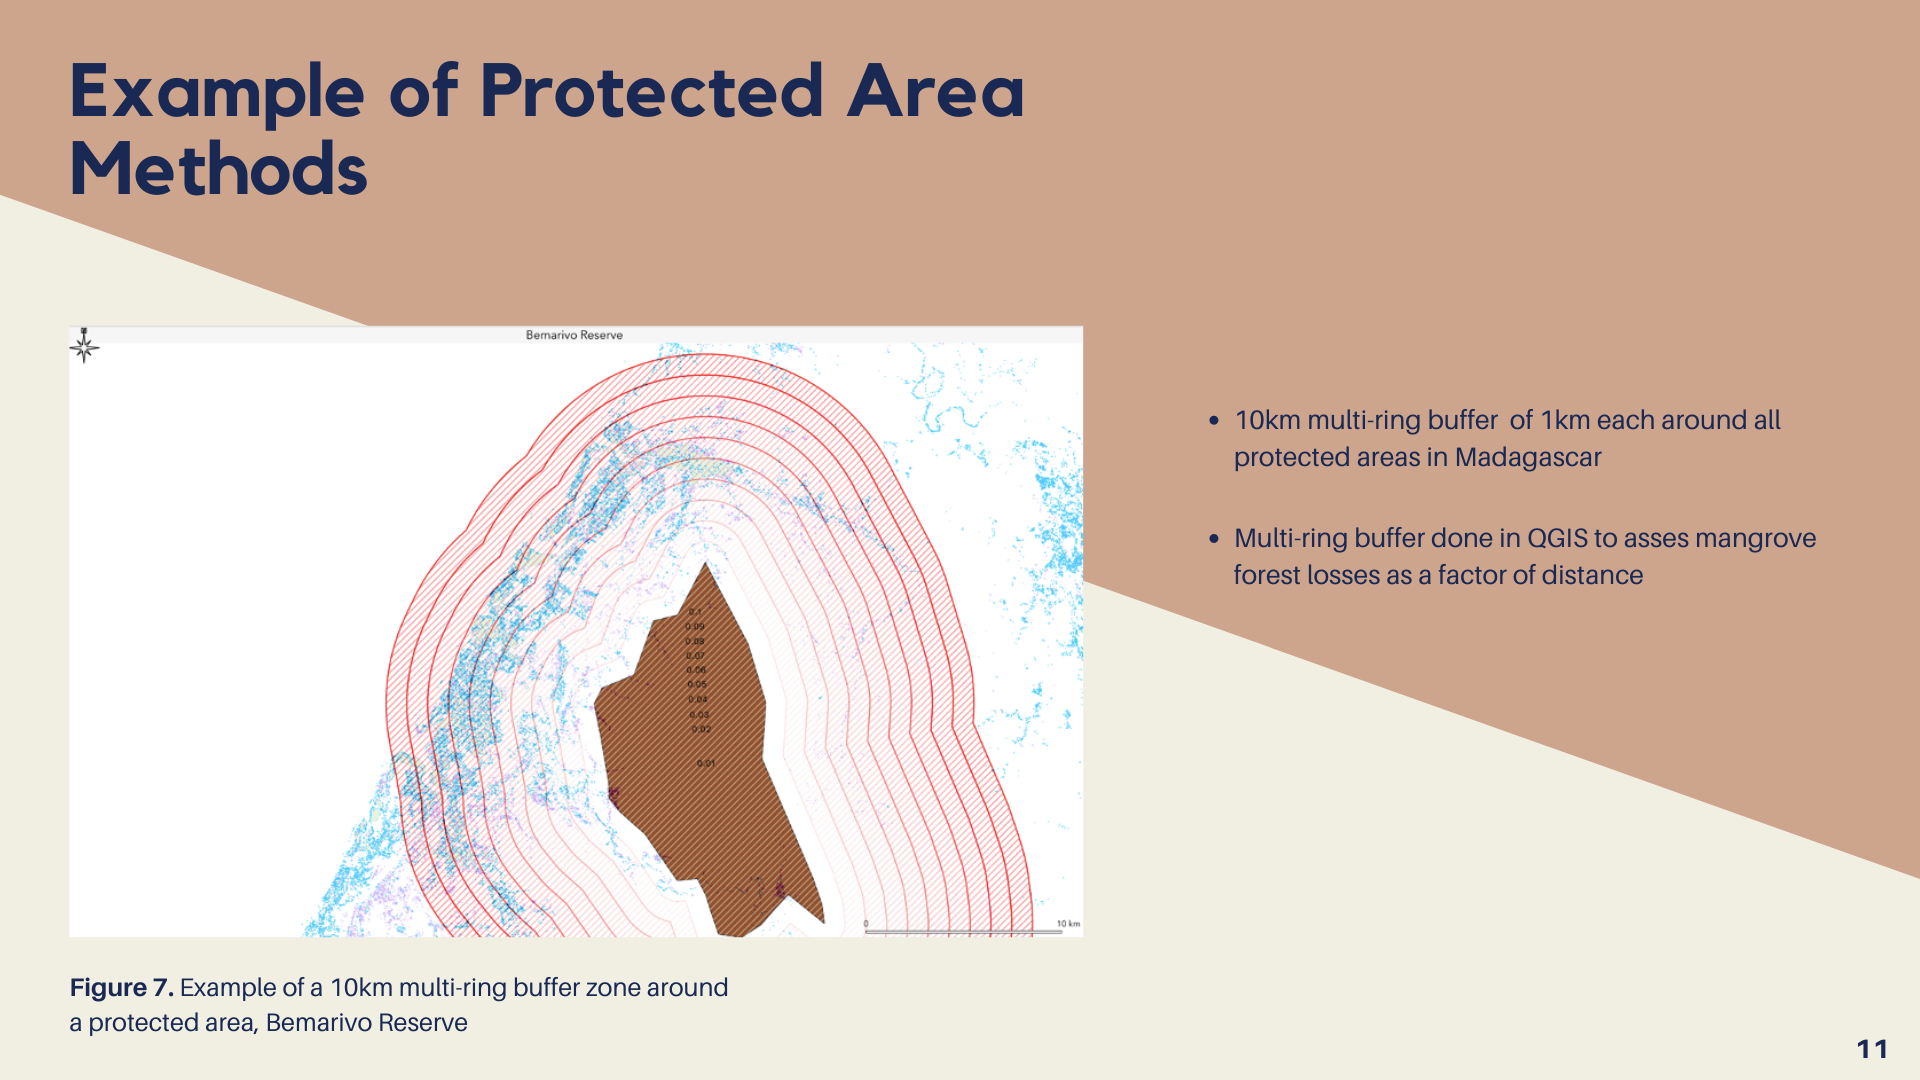 Example of Protected Area
Methods
Bemarivo Reserve
0.1
0.09
0.08
0.07
0.06
0.05
0.04
0.03
0.02
0.01
0
10 km
• 10km multi-ring buffer of 1km each around all
protected areas in Madagascar
• Multi-ring buffer done in QGIS to asses mangrove
forest losses as a factor of distance
Figure 7. Example of a 10km multi-ring buffer zone around
a protected area, Bemarivo Reserve
11